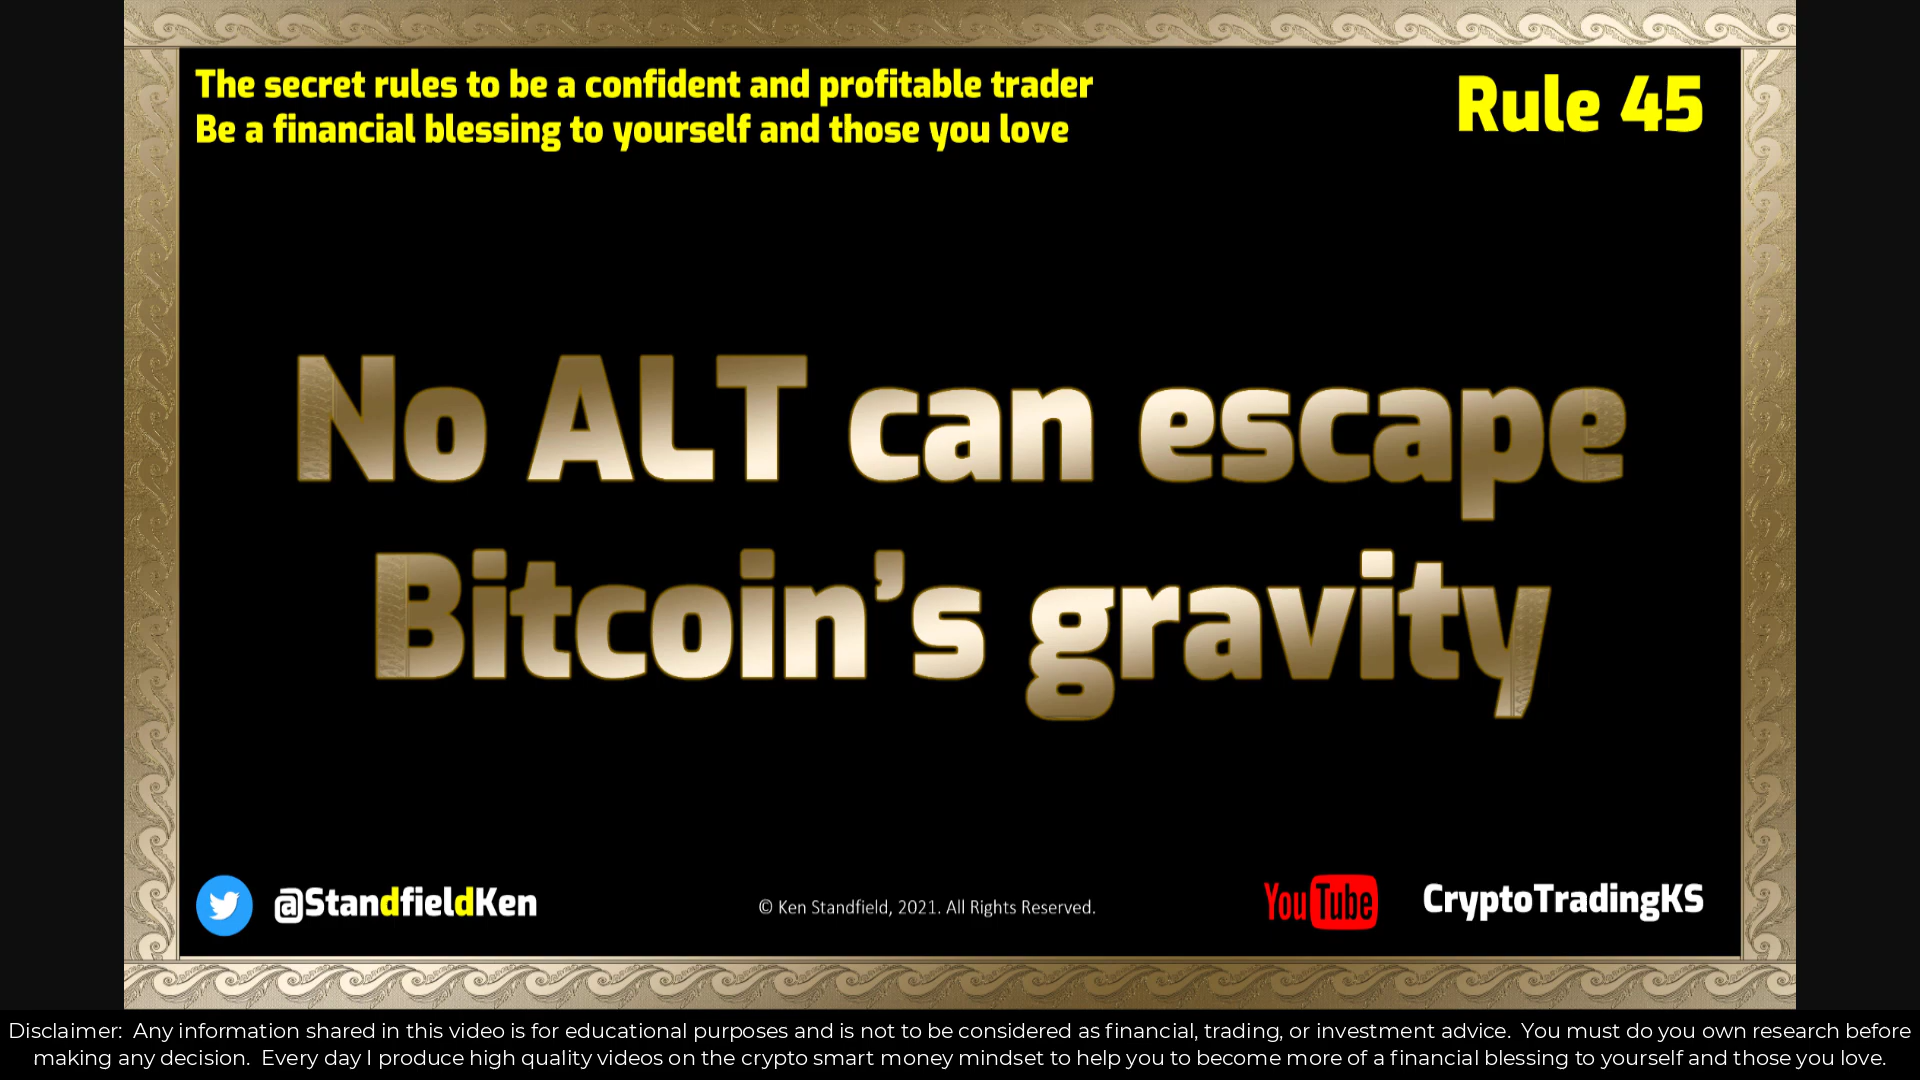 The secret rules to be a confident and profitable trader
Be a financial blessing to yourself and those you love
Rule 45
No ALT can escape
Bitcoin’s gravity
@StandfieldKen
© Ken Standfield, 2021. All Rights Reserved.
YouTube
CryptoTradingKS
Disclaimer: Any information shared in this video is for educational purposes and is not to be considered as financial, trading, or investment advice. You must do you own research before
making any decision. Every day I produce high quality videos on the crypto smart money mindset to help you to become more of a financial blessing to yourself and those you love.